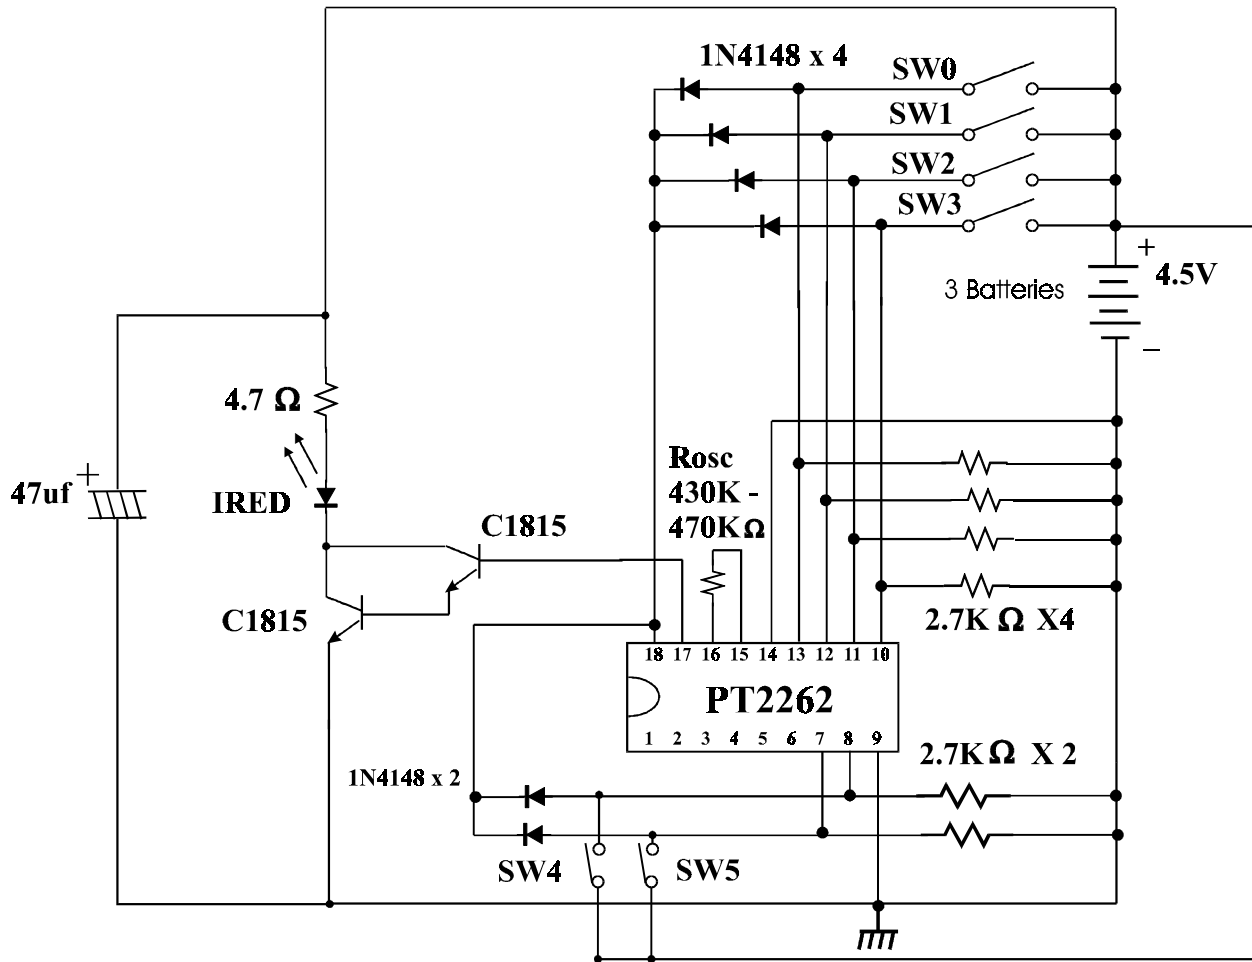 1N4148 x 4
SW0
SW1
SW2
SW3
+
4.5V
3 Batteries
−
4.7 Ω
+
47uf
IRED
C1815
C1815
Rosc
430K -
470KΩ
2.7K Ω X4
18 17 16 15 14 13 12 11 10
PT2262
1 2 3 4 5 6 7 8 9
2.7K Ω X 2
1N4148 x 2
SW4
SW5